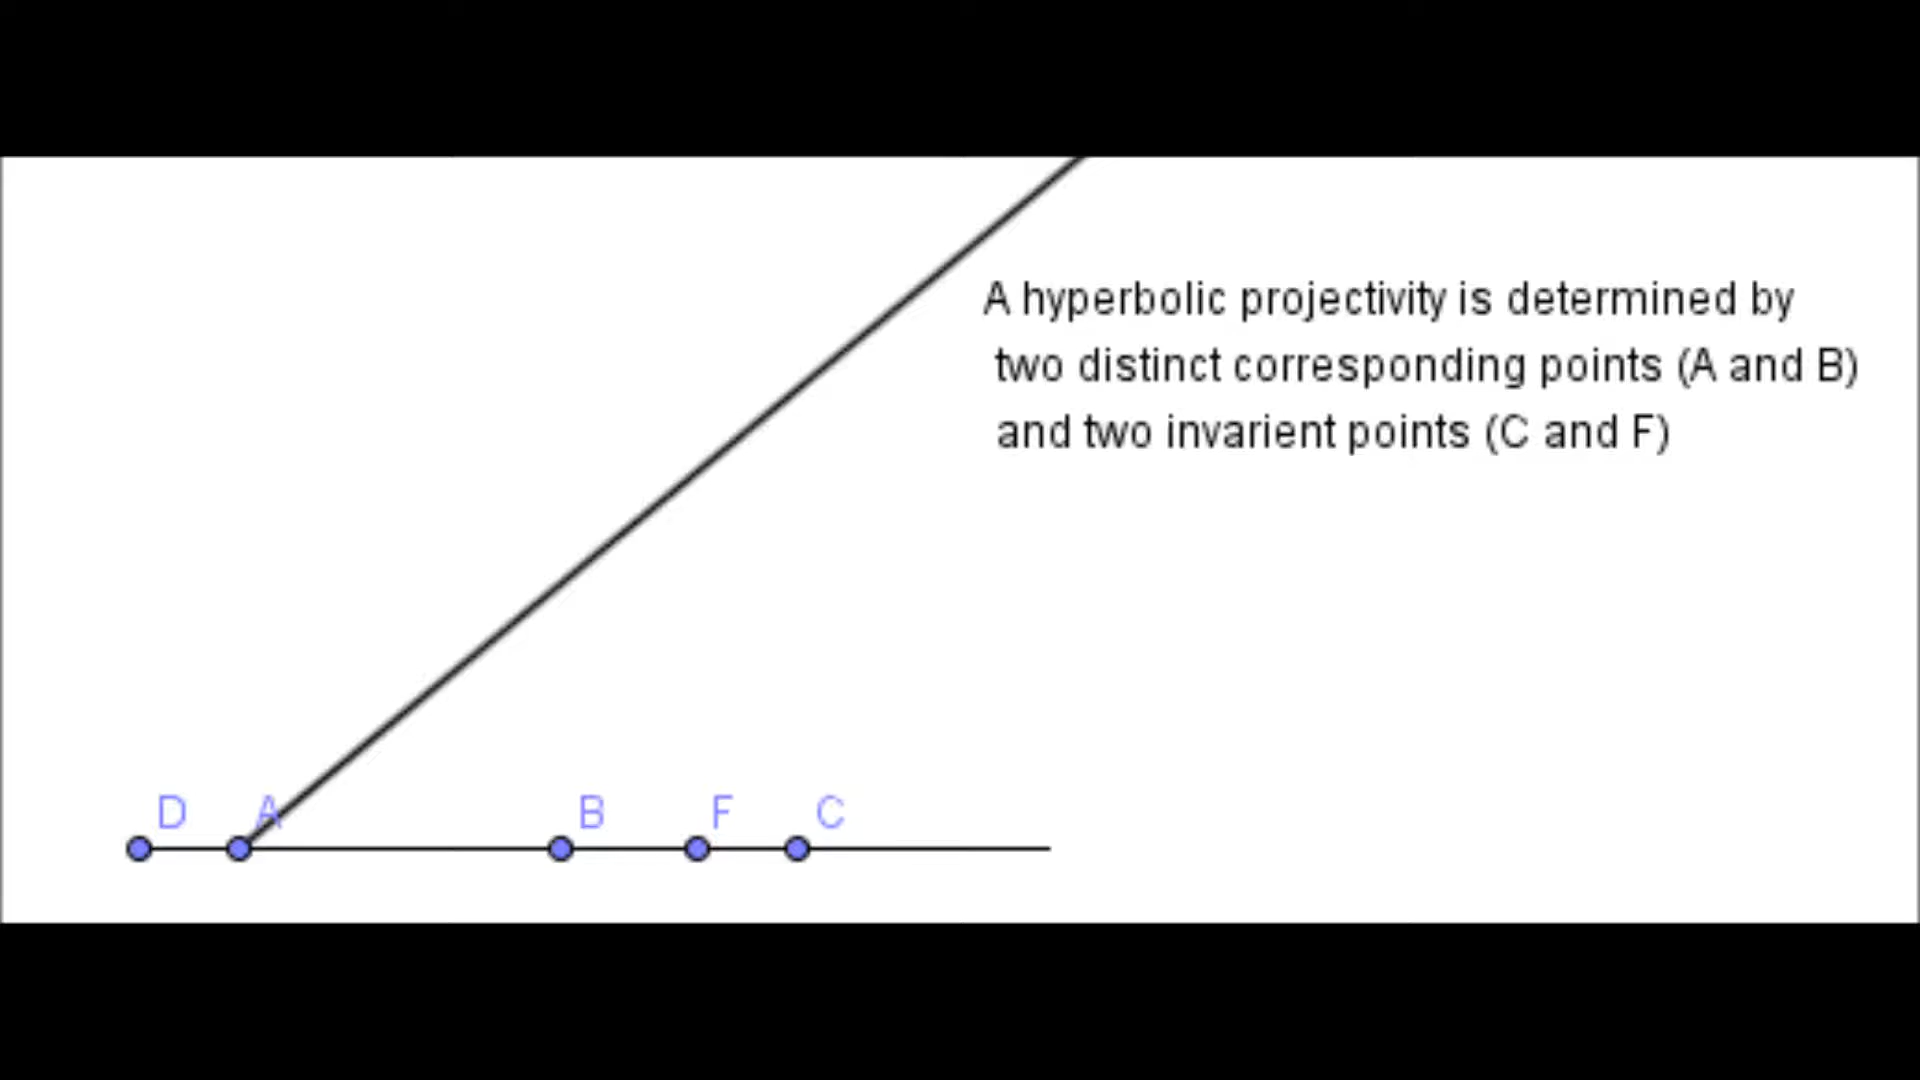 A hyperbolic projectivity is determined by
two distinct corresponding points (A and B)
and two invarient points (C and F)
D A B F C